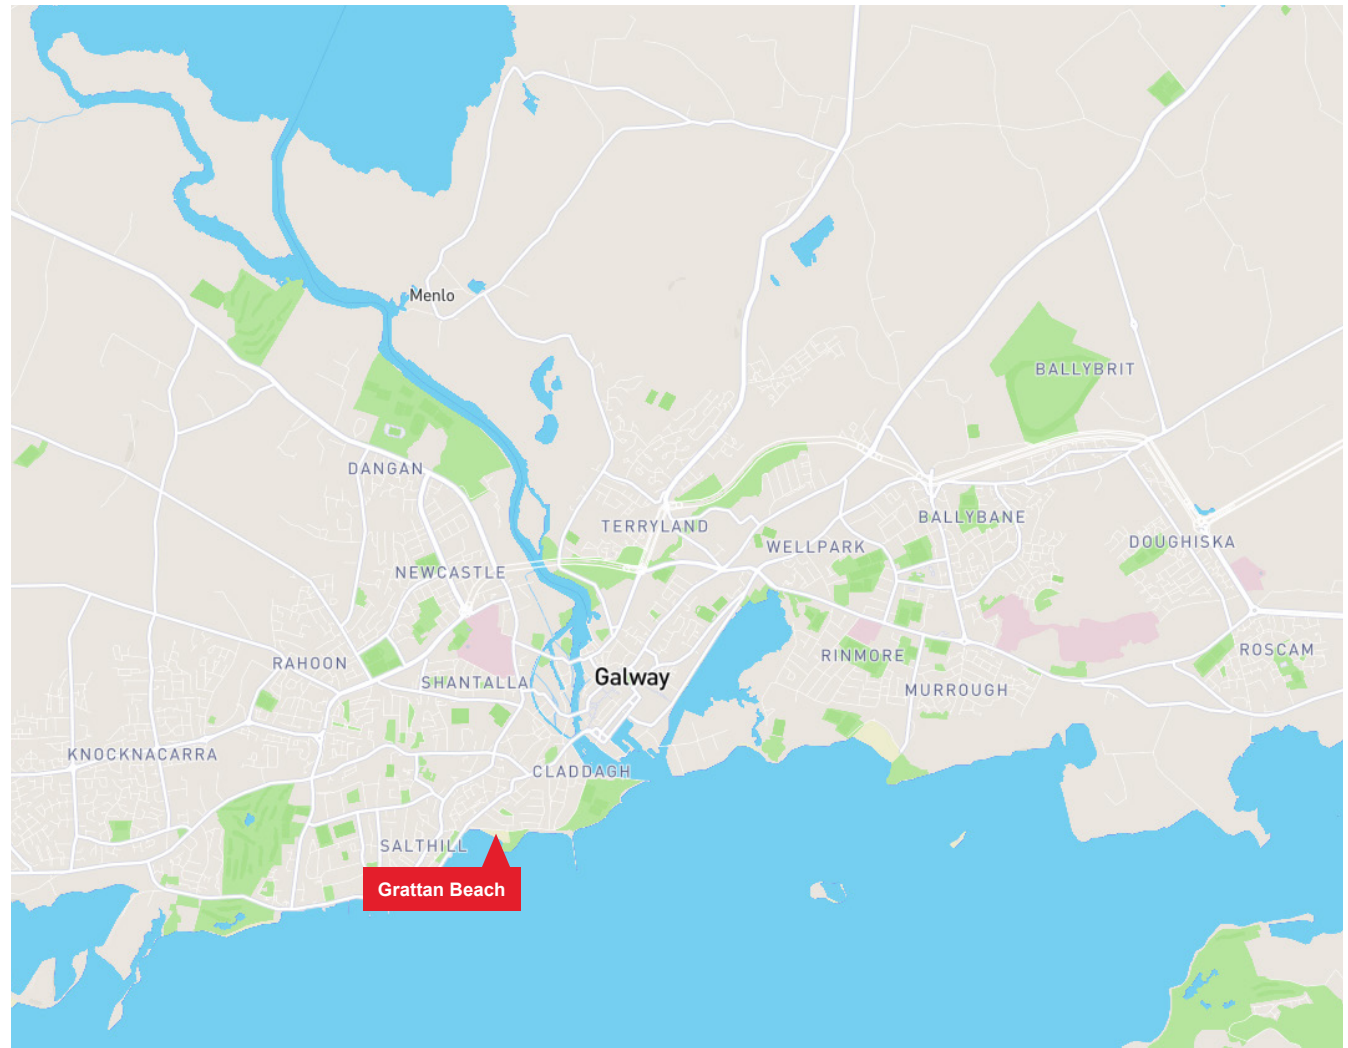 Menlo
BALLYBRIT
DANGAN
TERRYLAND
BALLYBANE
WELLPARK
DOUGHISKA
NEWCASTLE
RAHOON
RINMORE
ROSCAM
Galway
SHANTALLA
MURROUGH
KNOCKNACARRA
CLADDAGH
SALTHILL
Grattan Beach